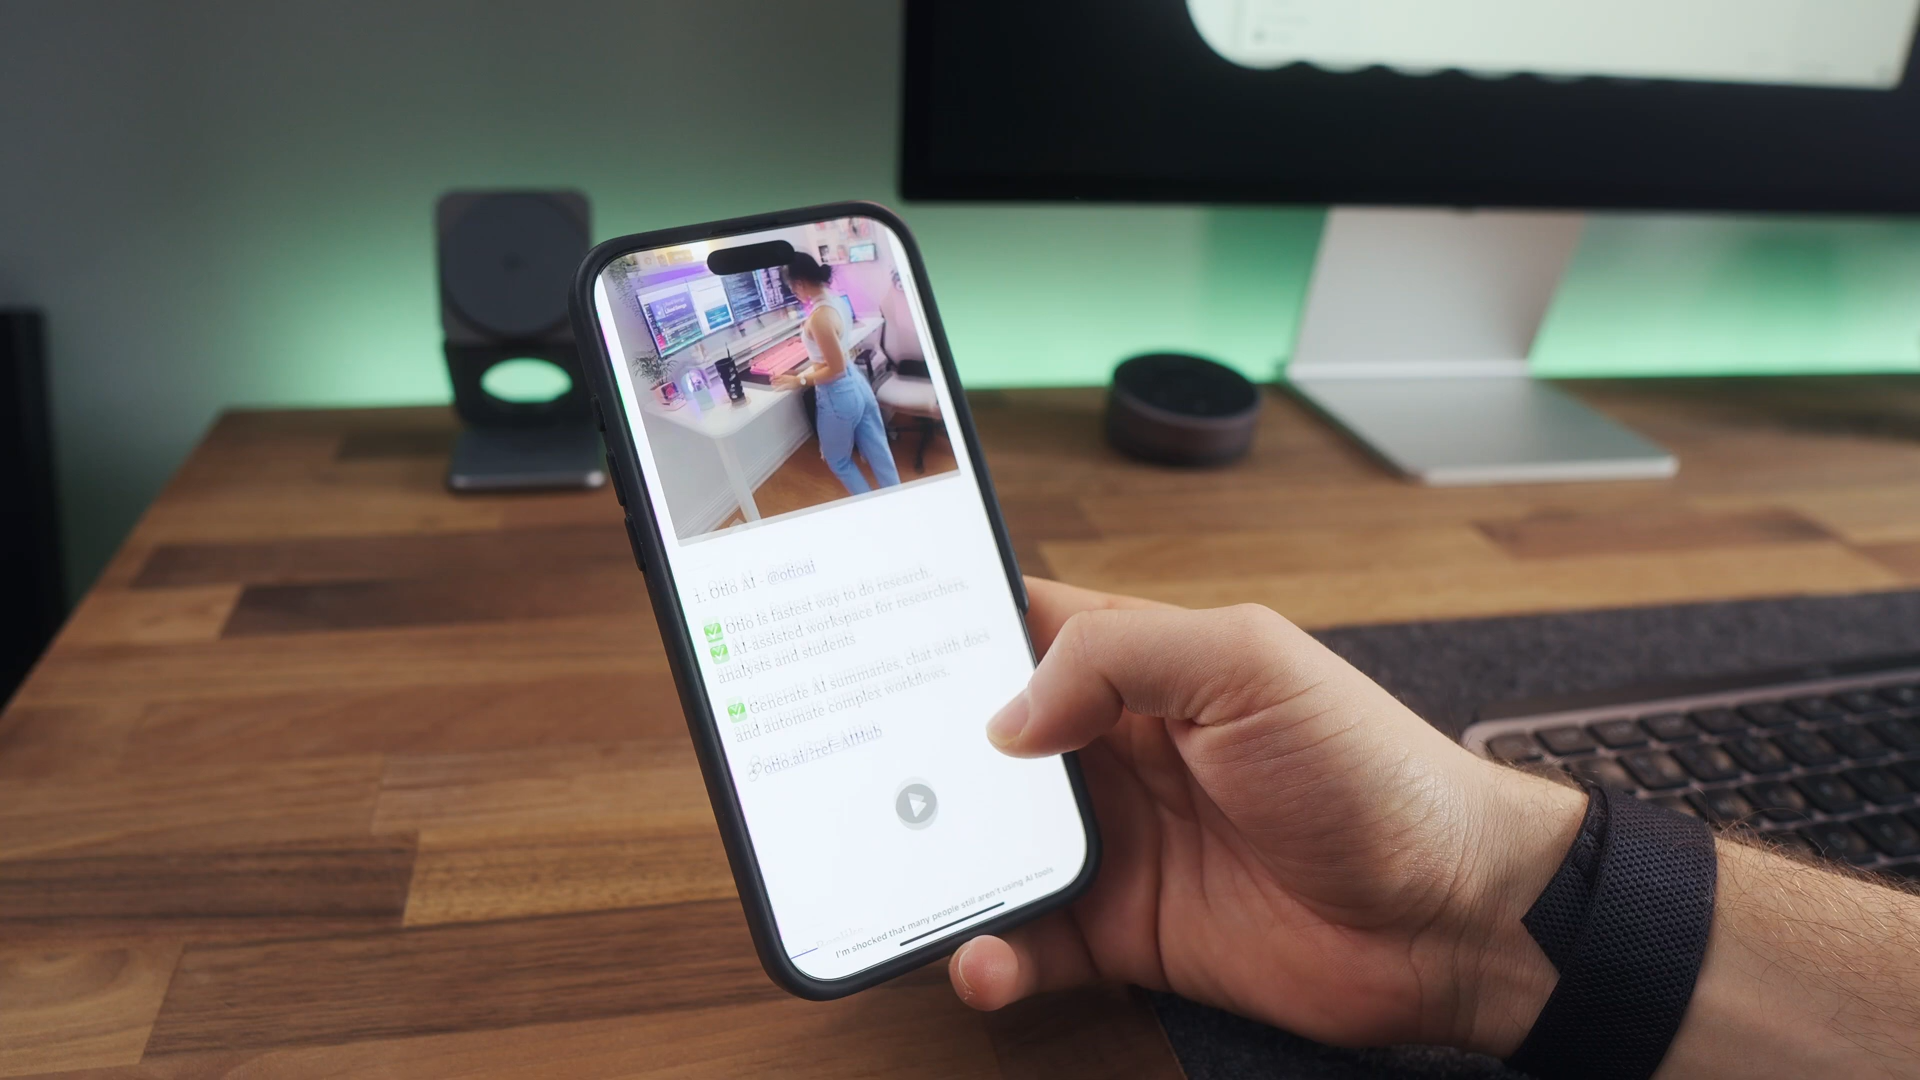 1. Otio AI - @otioai
✅ Otio is fastest way to do research.
✅ AI-assisted workspace for researchers,
analysts and students
✅ Generate AI summaries, chat with docs
and automate complex workflows.
🔗 otio.ai/?ref=AIHub
I'm shocked that many people still aren't using AI tools